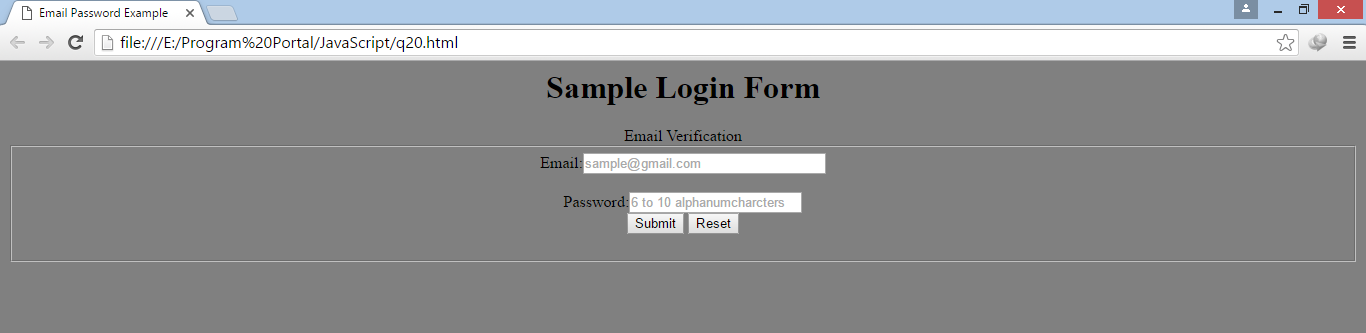 Email Password Example
file:///E:/Program%20Portal/JavaScript/q20.html
Sample Login Form
Email Verification
Email:sample@gmail.com
Password:6 to 10 alphanumcharcters
Submit Reset